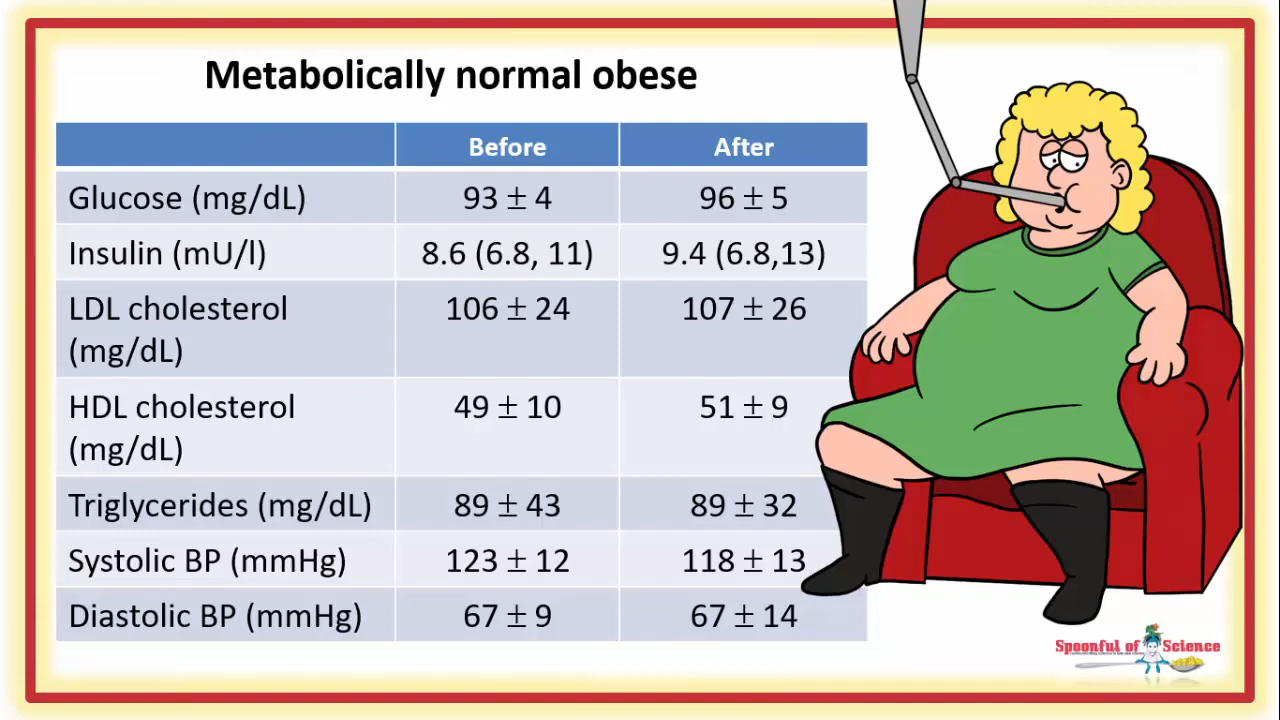 Metabolically normal obese
Before After
Glucose (mg/dL) 93 ± 4 96 ± 5
Insulin (mU/l) 8.6 (6.8, 11) 9.4 (6.8,13)
LDL cholesterol 106 ± 24 107 ± 26
(mg/dL)
HDL cholesterol 49 ± 10 51 ± 9
(mg/dL)
Triglycerides (mg/dL) 89 ± 43 89 ± 32
Systolic BP (mmHg) 123 ± 12 118 ± 13
Diastolic BP (mmHg) 67 ± 9 67 ± 14
Spoonful of Science